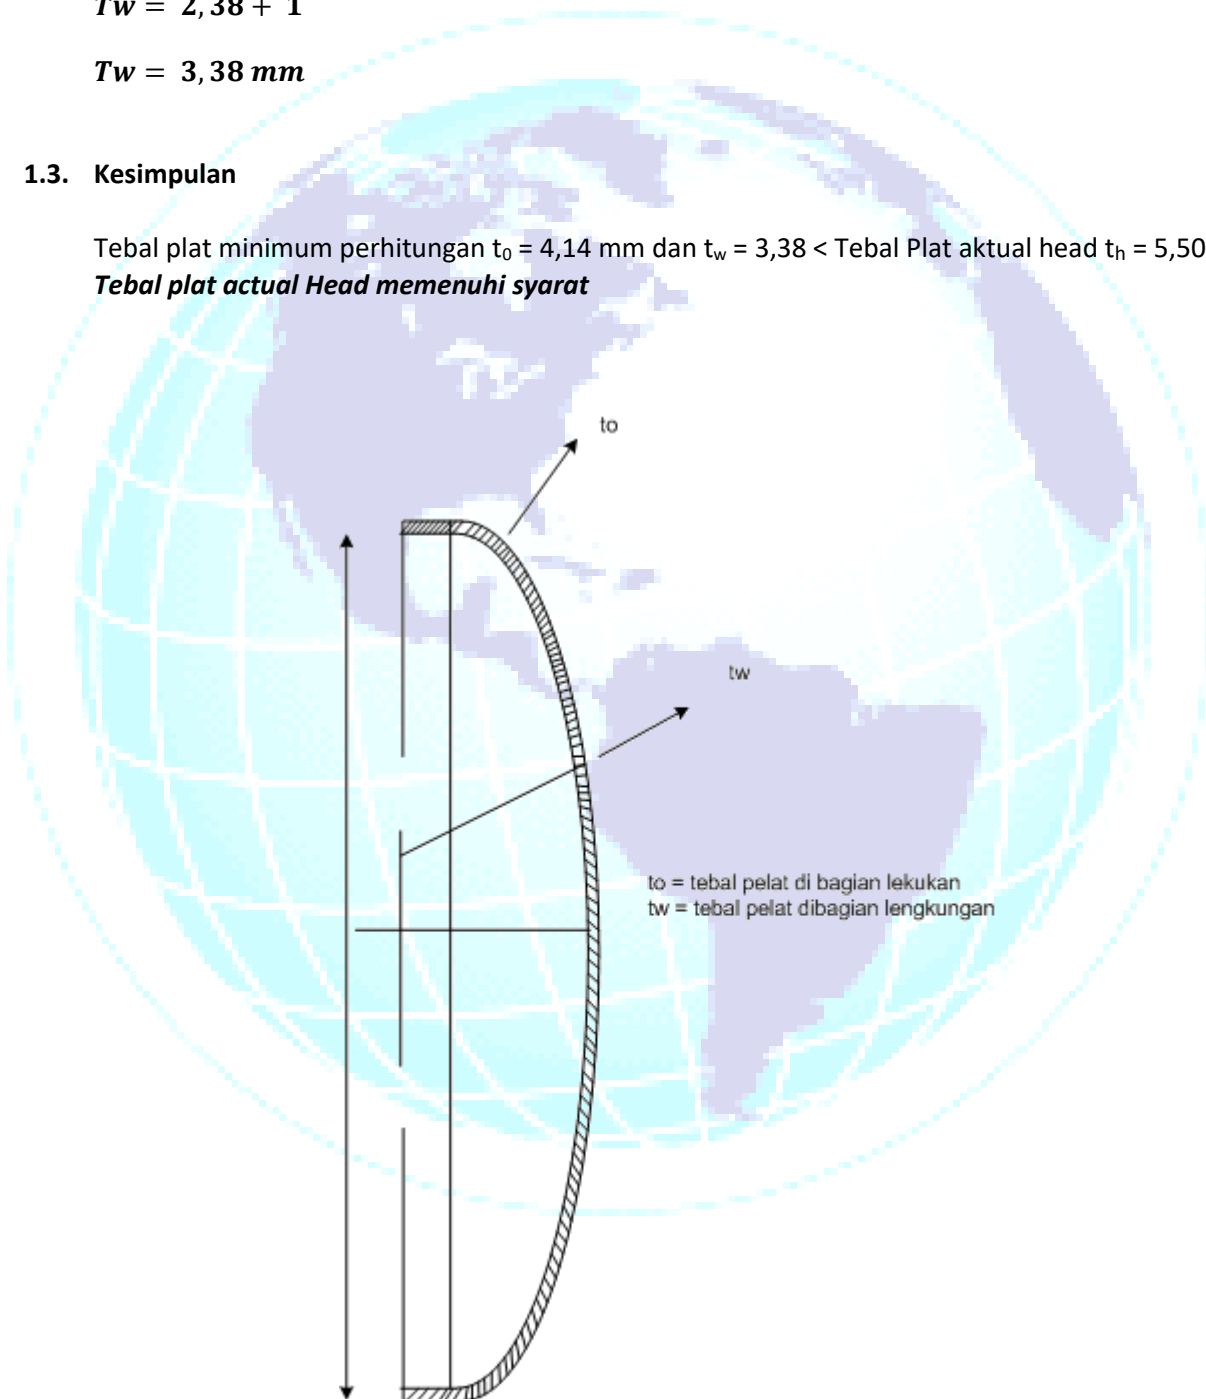 Tw = 2,38 + 1
Tw = 3,38 mm
1.3. Kesimpulan
Tebal plat minimum perhitungan t₀ = 4,14 mm dan tw = 3,38 < Tebal Plat aktual head th = 5,50
Tebal plat actual Head memenuhi syarat
to
tw
to = tebal pelat di bagian lekukan
tw = tebal pelat dibagian lengkungan